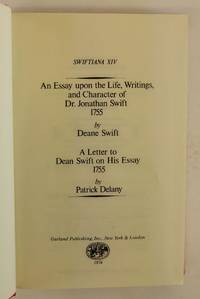 SWIFTIANA XIV
An Essay upon the Life, Writings,
and Character of
Dr. Jonathan Swift
1755
by
Deane Swift
A Letter to
Dean Swift on His Essay
1755
by
Patrick Delany
Garland Publishing, Inc., New York & London
1974